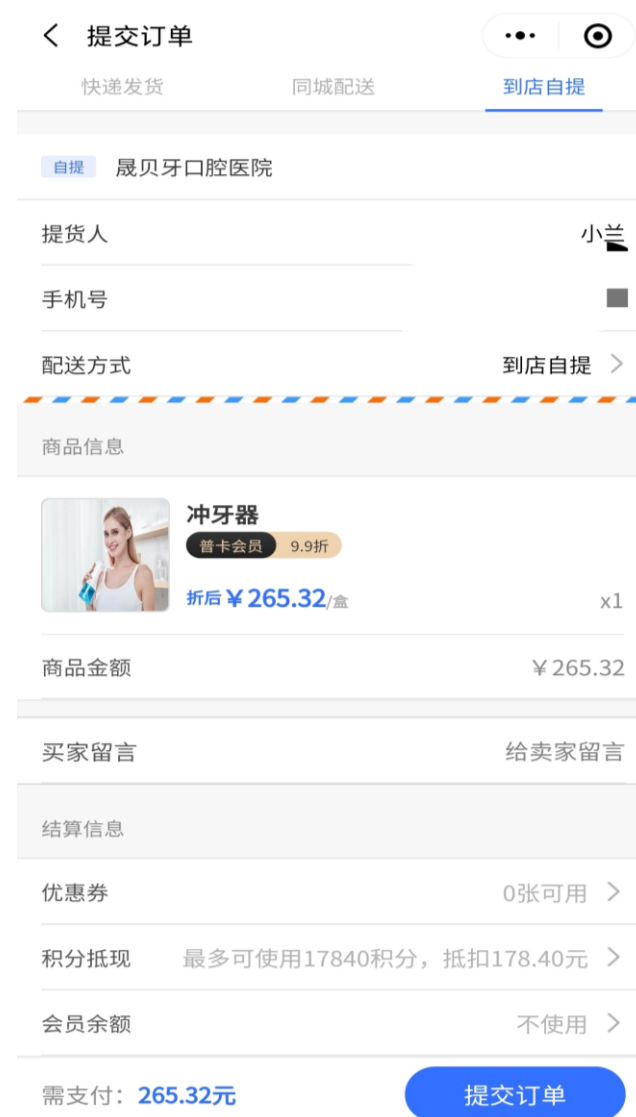 提交订单
快递发货 同城配送 到店自提
自提 晟贝牙口腔医院
提货人 小兰
手机号
配送方式 到店自提
商品信息
冲牙器
普卡会员 9.9折
折后￥265.32/盒 x1
商品金额 ￥265.32
买家留言 给卖家留言
结算信息
优惠券 0张可用
积分抵现 最多可使用17840积分，抵扣178.40元
会员余额 不使用
需支付：265.32元 提交订单